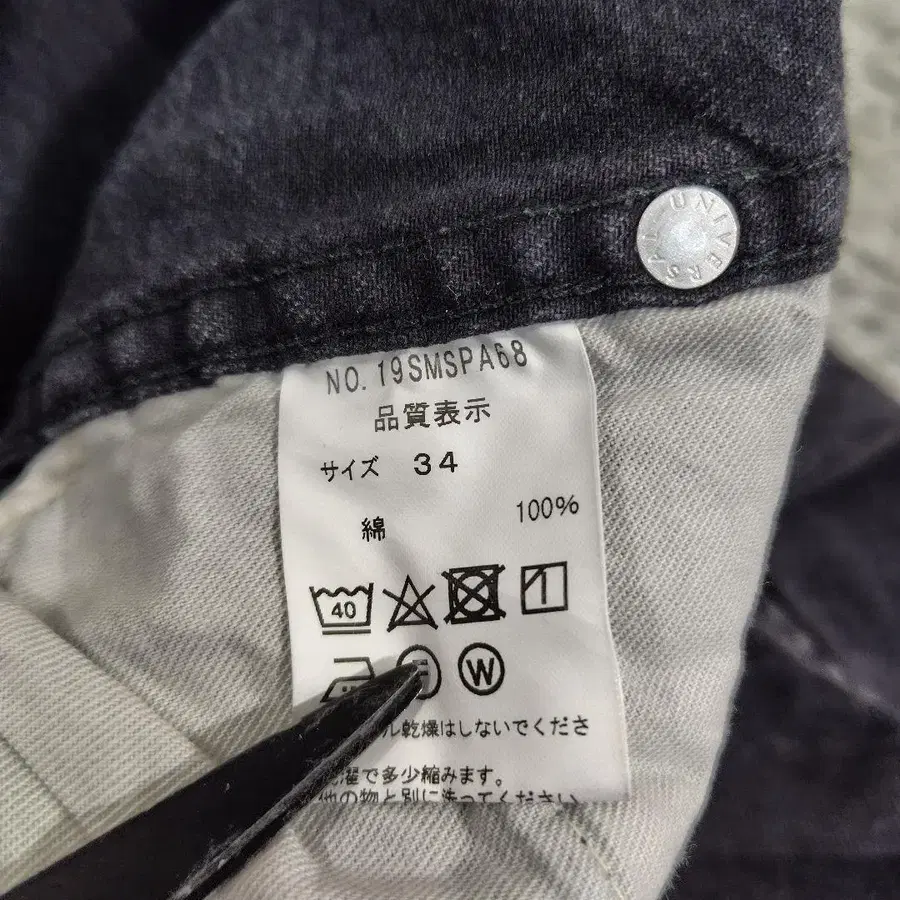 UNIVERSAL
NO. 19SMSPA68
品質表示
サイズ 34
綿 100%
40
W
ル乾燥はしないでくださ
濯で多少縮みます。
他の物と別に洗ってください